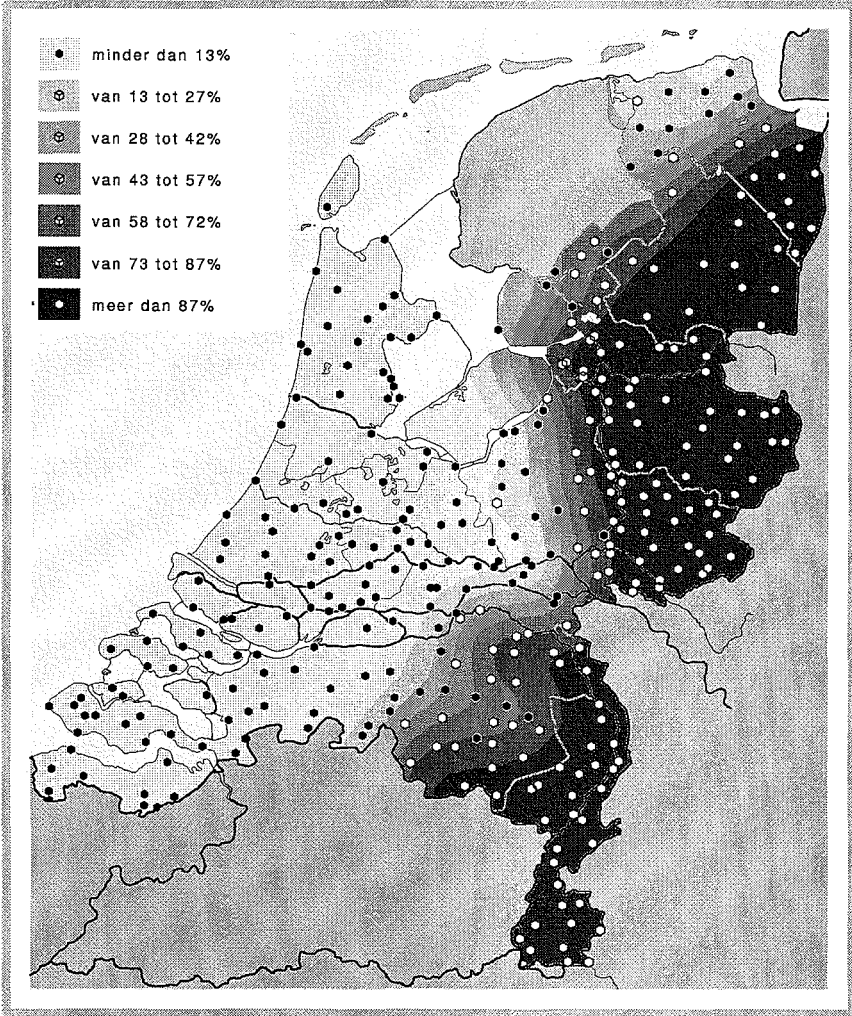 minder dan 13%
van 13 tot 27%
van 28 tot 42%
van 43 tot 57%
van 58 tot 72%
van 73 tot 87%
meer dan 87%